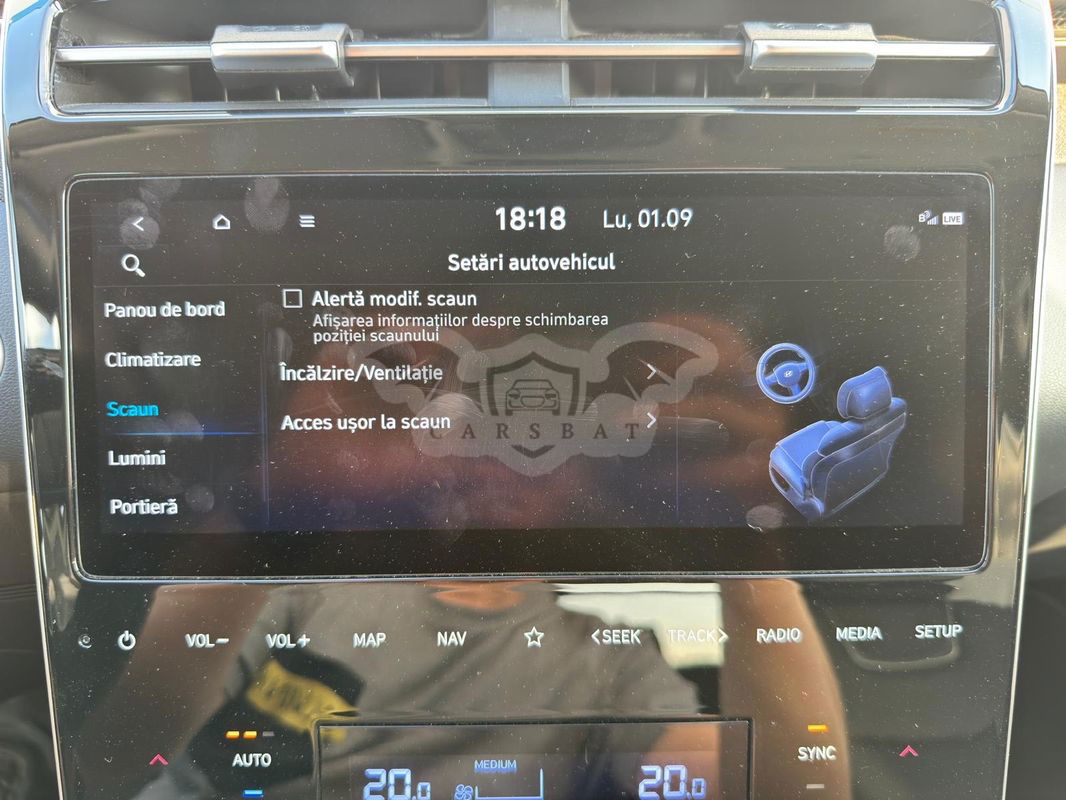 18:18 Lu, 01.09 LIVE
Setări autovehicul
Panou de bord
Climatizare
Scaun
Lumini
Portieră
Alertă modif. scaun
Afișarea informațiilor despre schimbarea
poziției scaunului
Încălzire/Ventilație
Acces ușor la scaun
CARSBAT
VOL- VOL+ MAP NAV <SEEK TRACK> RADIO MEDIA SETUP
AUTO SYNC
MEDIUM
20.0 20.0